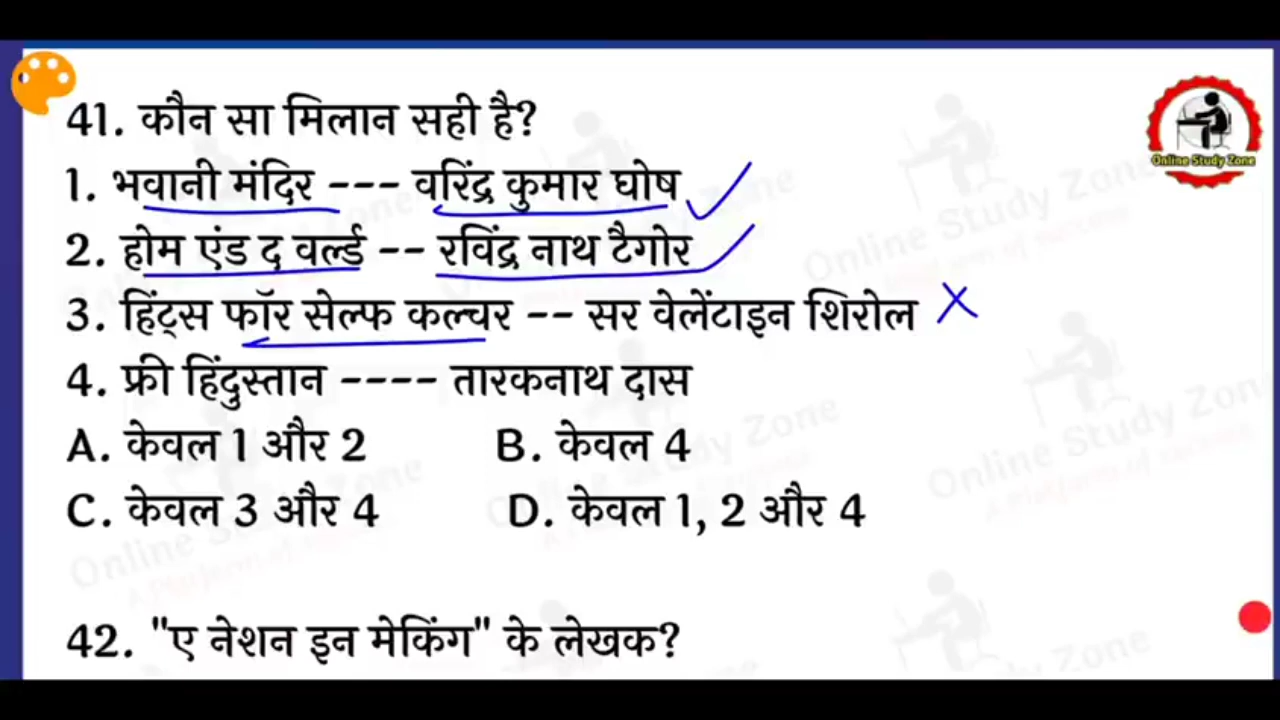 41. कौन सा मिलान सही है?
1. भवानी मंदिर --- वरिंद्र कुमार घोष
2. होम एंड द वर्ल्ड -- रविंद्र नाथ टैगोर
3. हिंट्स फॉर सेल्फ कल्चर -- सर वेलेंटाइन शिरोल
4. फ्री हिंदुस्तान ---- तारकनाथ दास
A. केवल 1 और 2 B. केवल 4
C. केवल 3 और 4 D. केवल 1, 2 और 4
42. "ए नेशन इन मेकिंग" के लेखक?
Online Study Zone